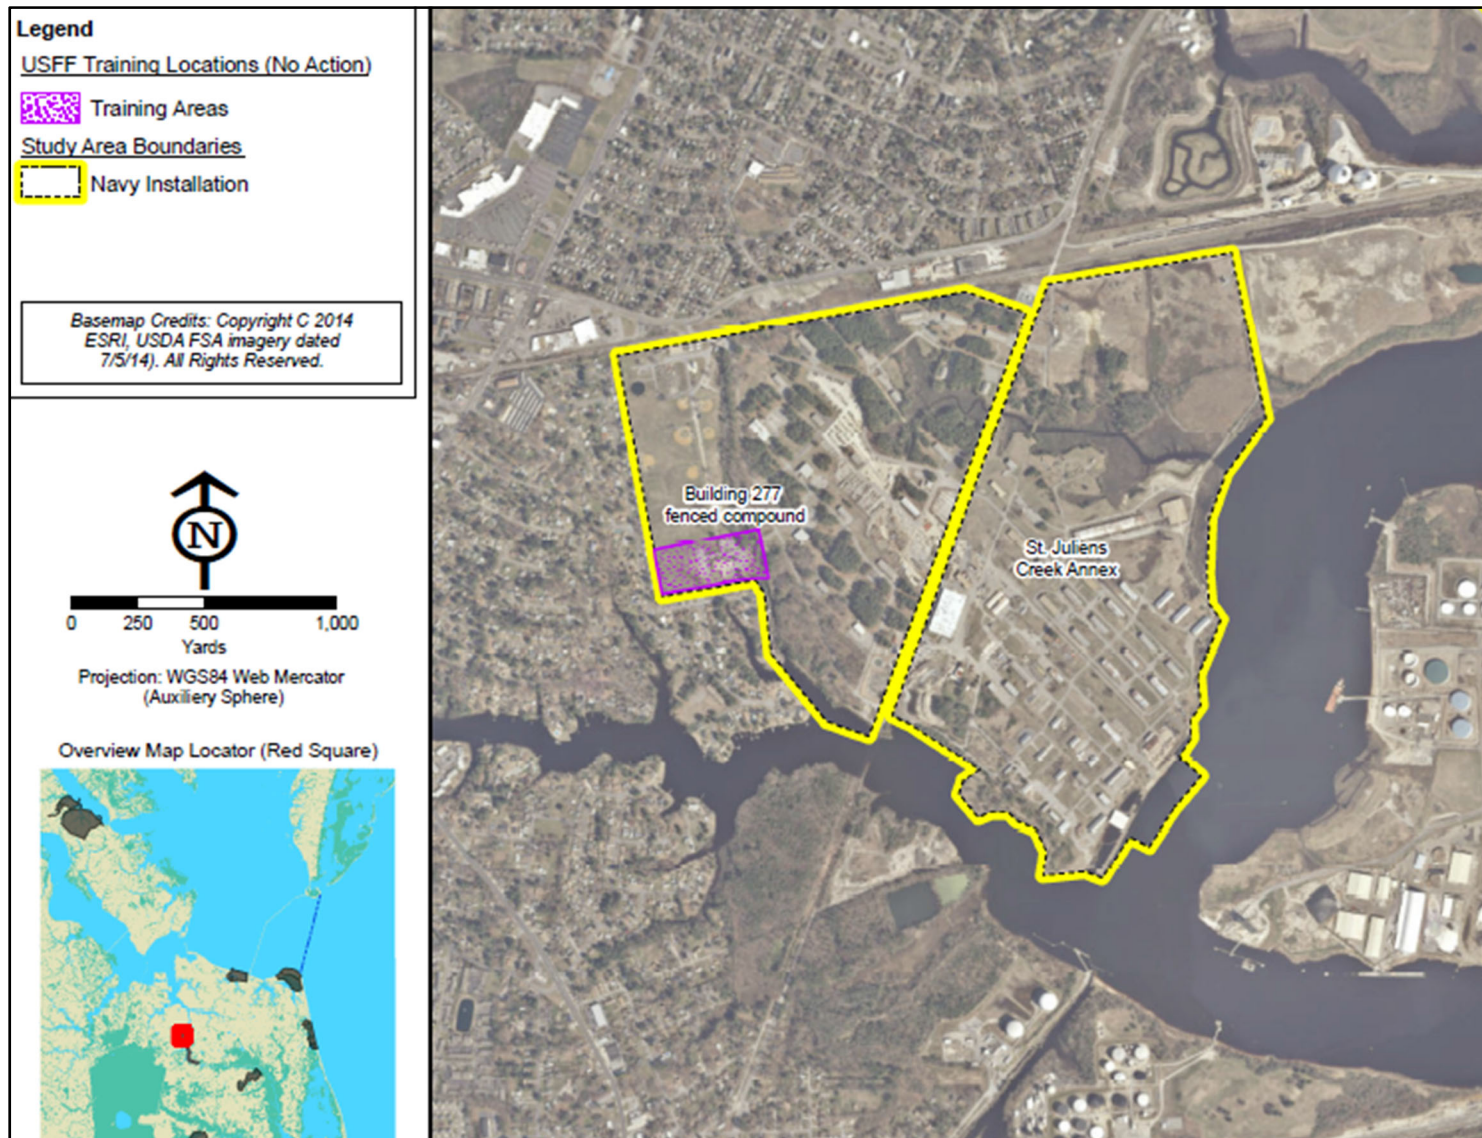 Legend
USFF Training Locations (No Action)
Training Areas
Study Area Boundaries
Navy Installation
Basemap Credits: Copyright C 2014
ESRI, USDA FSA imagery dated
7/5/14). All Rights Reserved.
N
0 250 500 1,000
Yards
Projection: WGS84 Web Mercator
(Auxiliery Sphere)
Overview Map Locator (Red Square)
Building 277
fenced compound
St. Juliens
Creek Annex